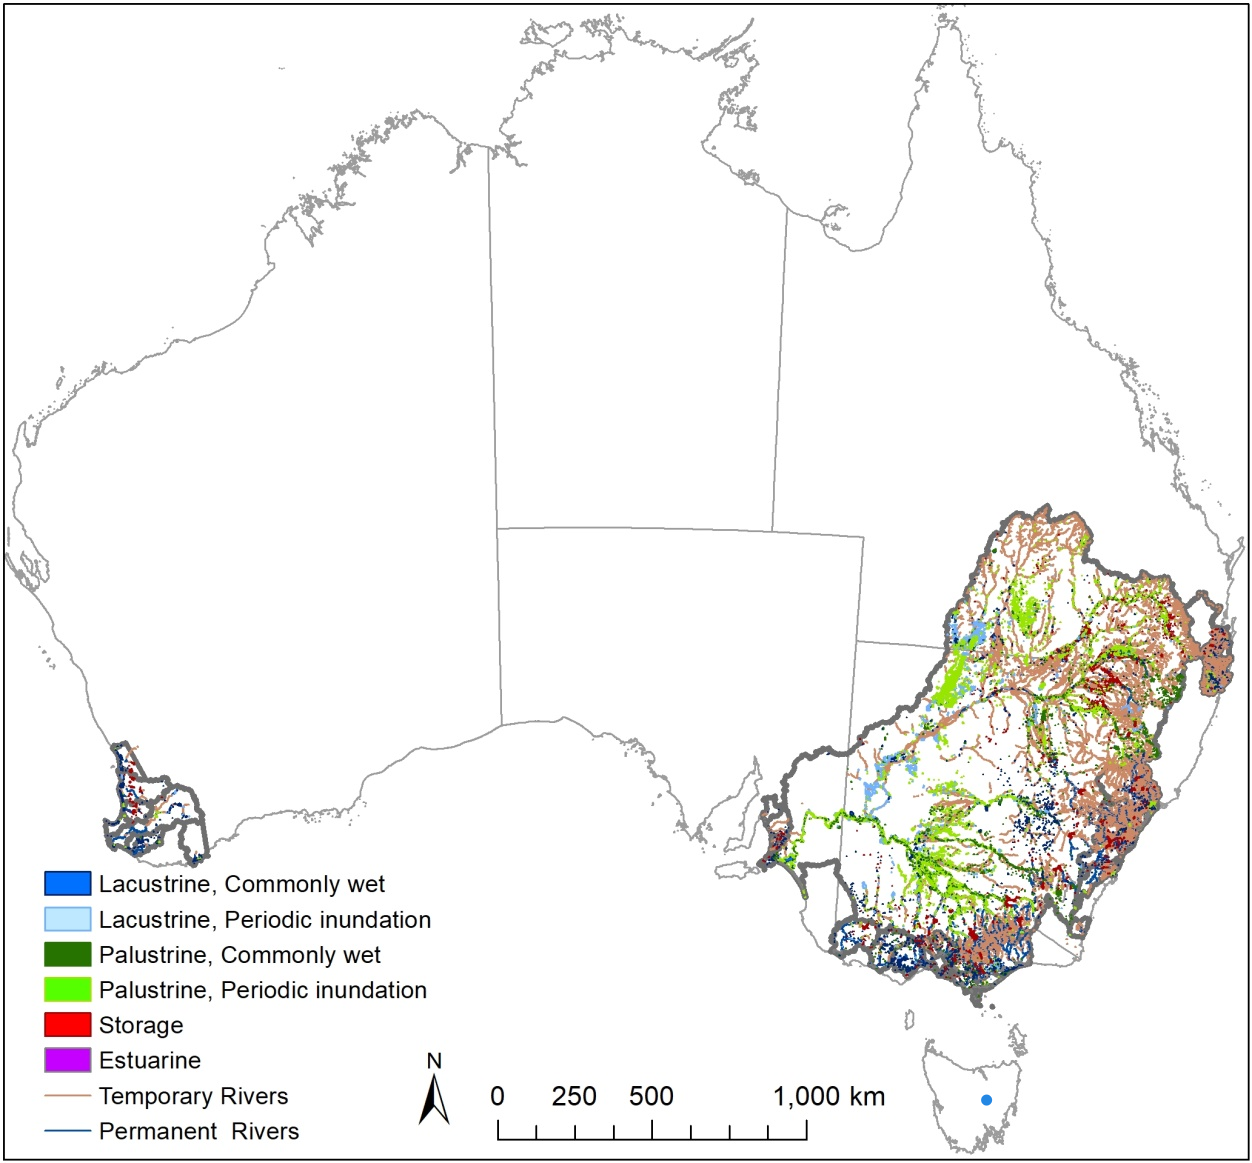 Lacustrine, Commonly wet
Lacustrine, Periodic inundation
Palustrine, Commonly wet
Palustrine, Periodic inundation
Storage
Estuarine
Temporary Rivers
Permanent Rivers
N
0 250 500 1,000 km